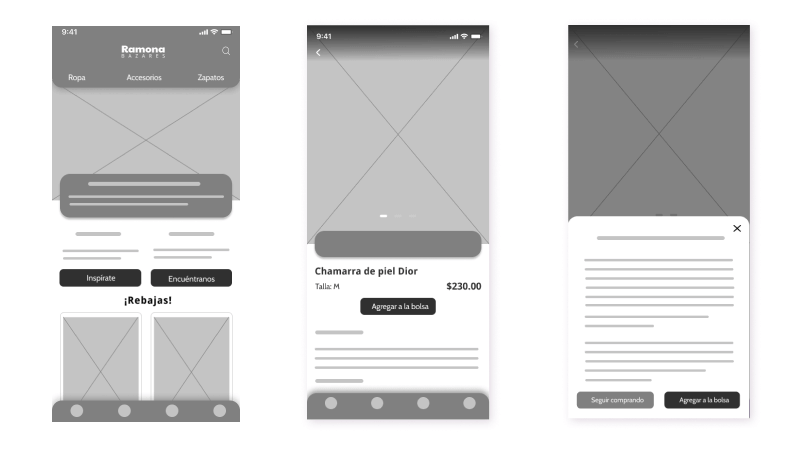 9:41
Ramona
BAZARES
Ropa Accesorios Zapatos
Inspírate Encuéntranos
¡Rebajas!
9:41
Chamarra de piel Dior
Talla: M $230.00
Agregar a la bolsa
Seguir comprando Agregar a la bolsa